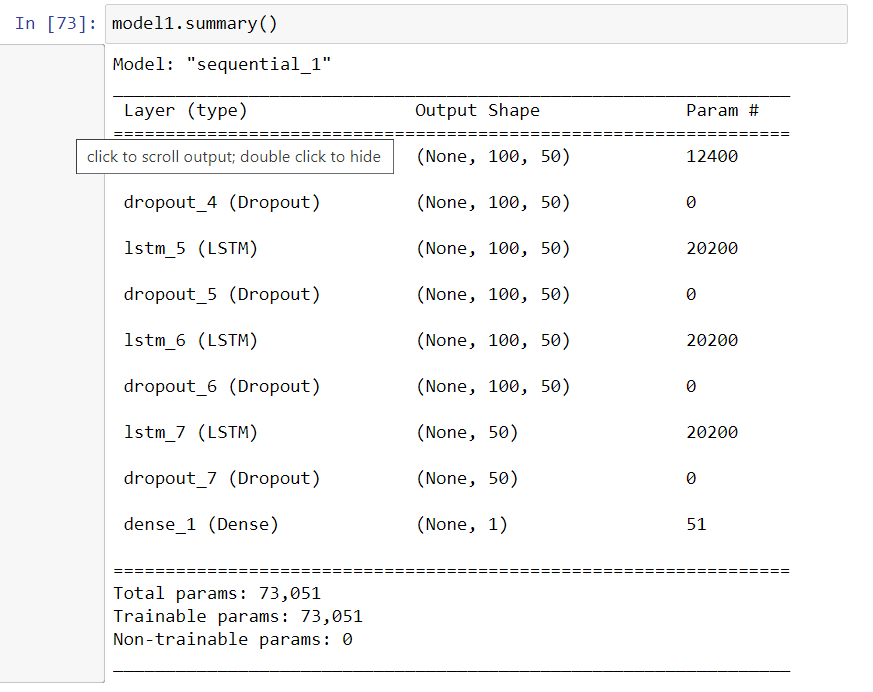 In [73]: model1.summary()
Model: "sequential_1"
Layer (type) Output Shape Param #
click to scroll output; double click to hide (None, 100, 50) 12400
dropout_4 (Dropout) (None, 100, 50) 0
lstm_5 (LSTM) (None, 100, 50) 20200
dropout_5 (Dropout) (None, 100, 50) 0
lstm_6 (LSTM) (None, 100, 50) 20200
dropout_6 (Dropout) (None, 100, 50) 0
lstm_7 (LSTM) (None, 50) 20200
dropout_7 (Dropout) (None, 50) 0
dense_1 (Dense) (None, 1) 51
Total params: 73,051
Trainable params: 73,051
Non-trainable params: 0